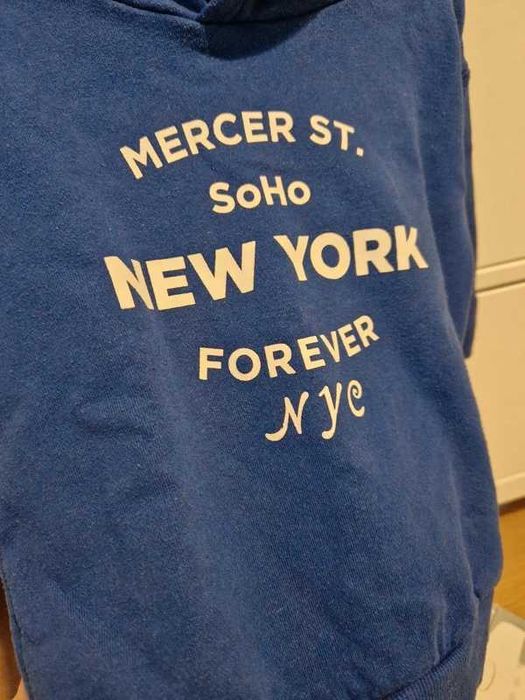 MERCER ST.
SoHo
NEW YORK
FOREVER
NYC